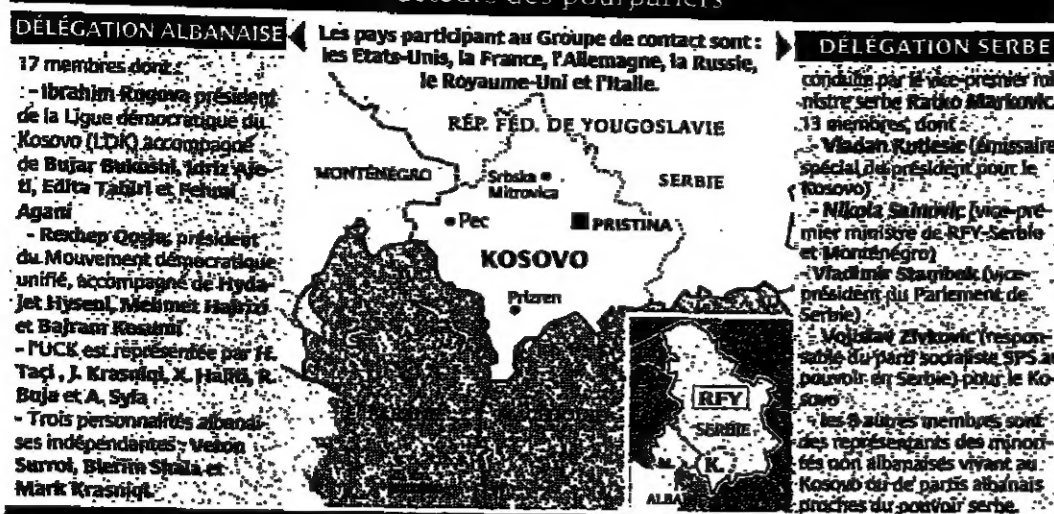 des pourparlers
DÉLÉGATION ALBANAISE
17 membres dont :
- Ibrahim Rugova, président
de la Ligue démocratique du
Kosovo (LDK) accompagné
de Bujar Bukoshi, Idriz Aje-
ti, Edita Tahiri et Fehmi
Agani
- Rexhep Qosja, président
du Mouvement démocratique
unifié, accompagné de Hyda-
jet Hyseni, Mehmet Hajrizi
et Bajram Kosumi
- l'UCK est représentée par H.
Taçi, J. Krasniqi, X. Haliti, R.
Buja et A. Syla
- Trois personnalités albanai-
ses indépendantes : Veton
Surroi, Blerim Shala et
Mark Krasniqi.
Les pays participant au Groupe de contact sont :
les Etats-Unis, la France, l'Allemagne, la Russie,
le Royaume-Uni et l'Italie.
RÉP. FÉD. DE YOUGOSLAVIE
MONTÉNÉGRO
Srbska
Mitrovica
SERBIE
Pec
PRISTINA
KOSOVO
Prizren
RFY
SERBIE
M.
K.
ALBA
DÉLÉGATION SERBE
conduite par le vice-premier mi-
nistre serbe Ratko Markovic.
13 membres, dont :
- Vladan Kutlesic (émissaire
spécial du président pour le
Kosovo)
- Nikola Sainovic (vice-pre-
mier ministre de RFY-Serbie
et Monténégro)
- Vladimir Stambuk (vice-
président du Parlement de
Serbie)
- Vojislav Zivkovic (respon-
sable du parti socialiste SPS au
pouvoir en Serbie) pour le Ko-
sovo
- les autres membres sont
des représentants des minori-
tés non albanaises vivant au
Kosovo ou de partis albanais
proches du pouvoir serbe.